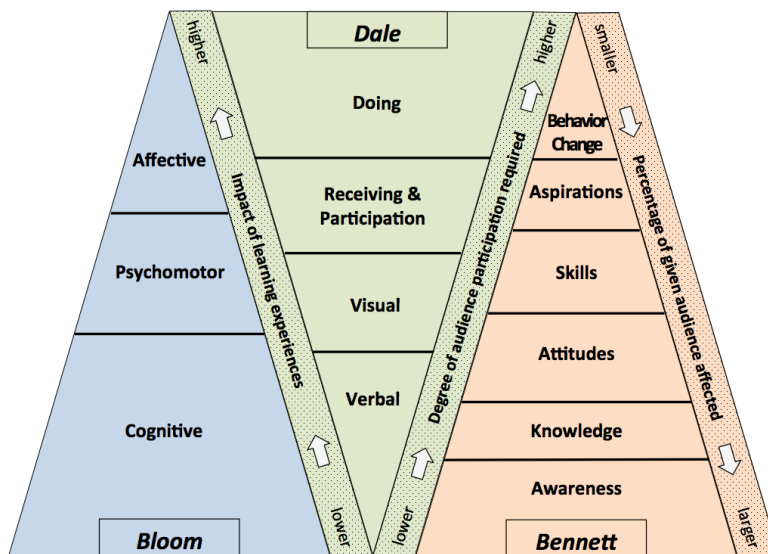 Dale
higher
higher
smaller
Doing
Behavior
Change
Affective
Receiving &
Participation
Aspirations
Impact of learning experiences
Degree of audience participation required
Percentage of given audience affected
Psychomotor
Visual
Skills
Attitudes
Verbal
Cognitive
Knowledge
Awareness
lower
lower
larger
Bloom
Bennett